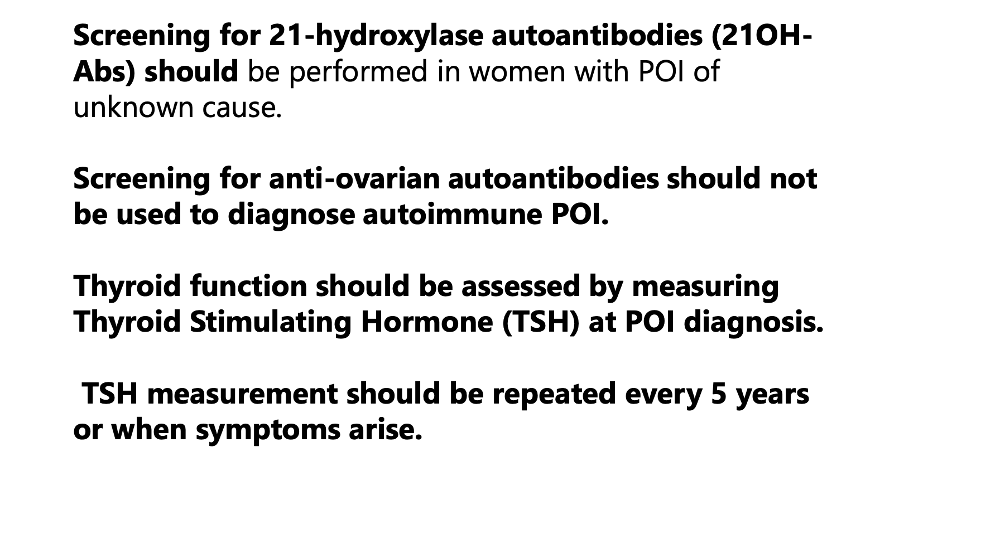 Screening for 21-hydroxylase autoantibodies (21OH-
Abs) should be performed in women with POI of
unknown cause.
Screening for anti-ovarian autoantibodies should not
be used to diagnose autoimmune POI.
Thyroid function should be assessed by measuring
Thyroid Stimulating Hormone (TSH) at POI diagnosis.
TSH measurement should be repeated every 5 years
or when symptoms arise.